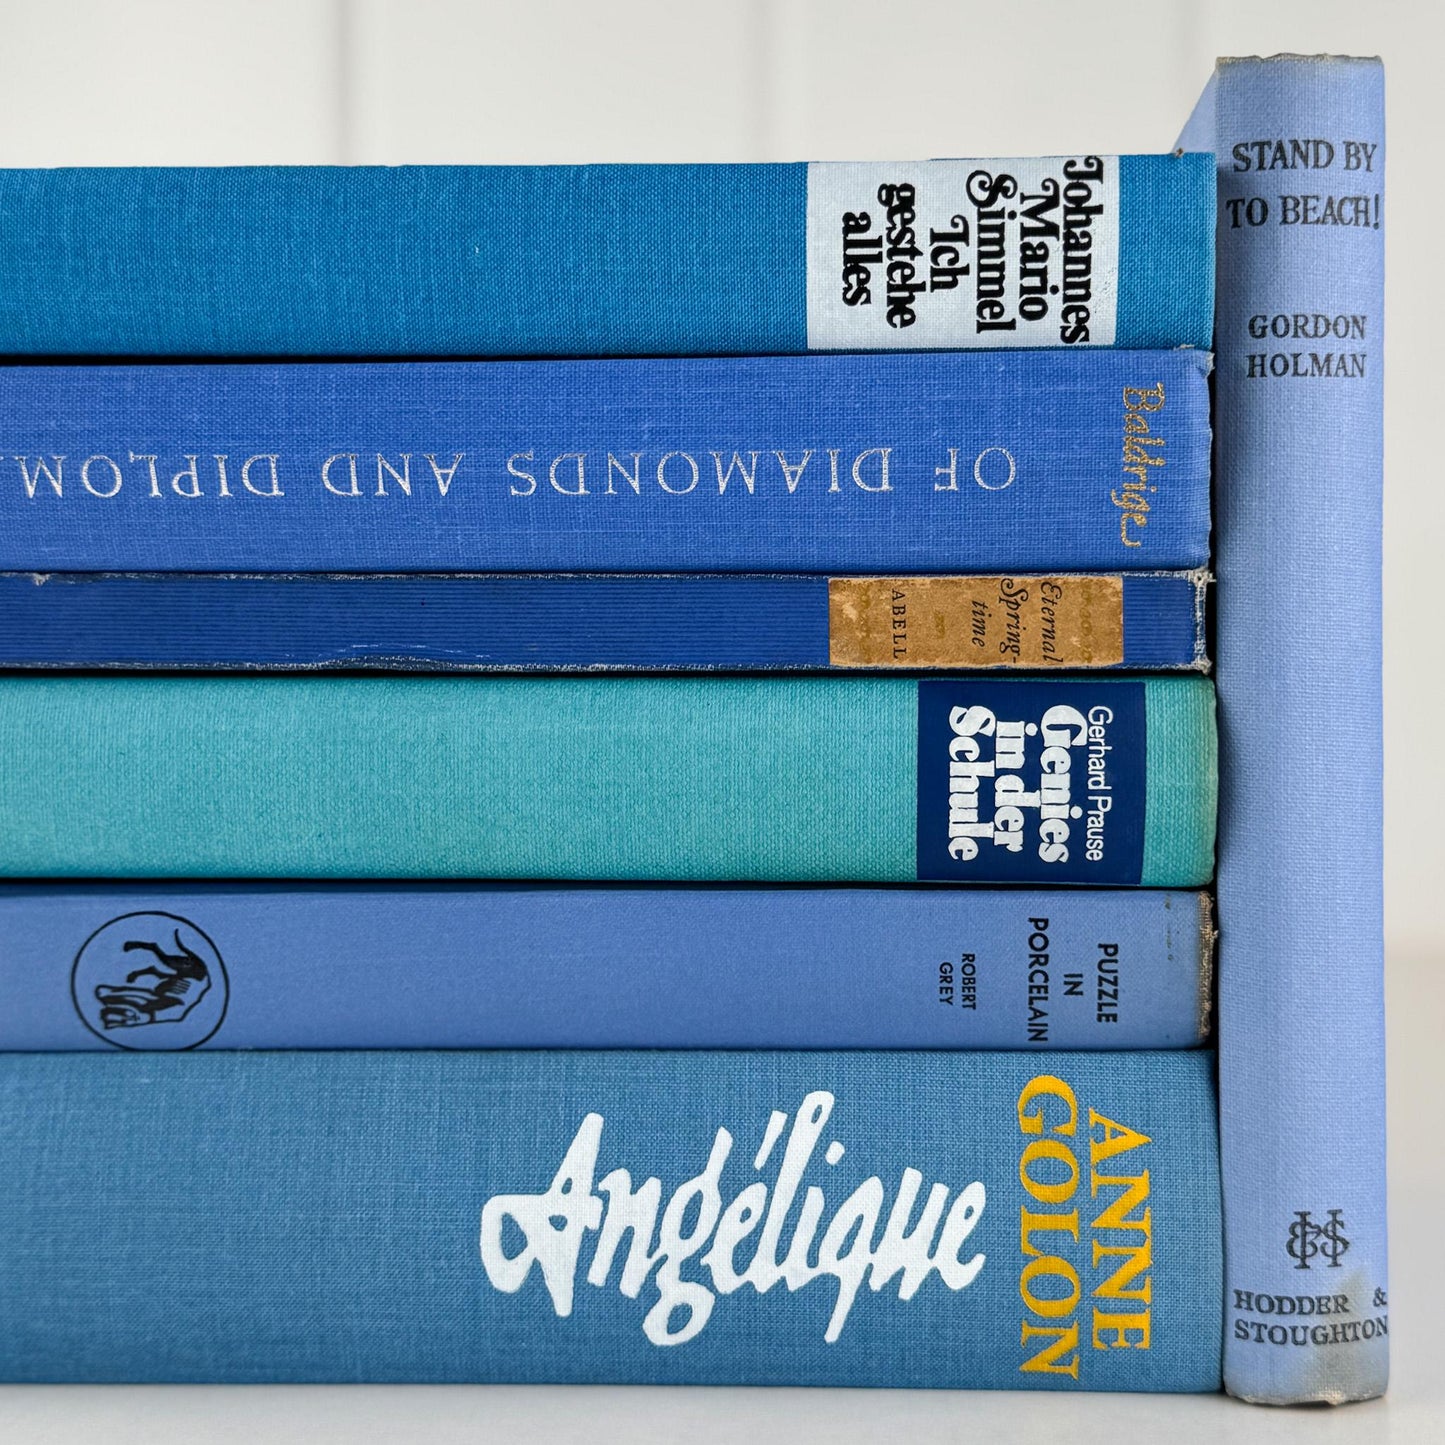 Johannes
Mario
Simmel
Ich
gestehe
alles
Baldrige
OF DIAMONDS AND DIPLOM
Eternal
Spring-
time
ABELL
Gerhard Prause
Genies
in der
Schule
PUZZLE
IN
PORCELAIN
ROBERT
GREY
ANNE
GOLON
Angélique
STAND BY
TO BEACH!
GORDON
HOLMAN
H&S
HODDER &
STOUGHTON